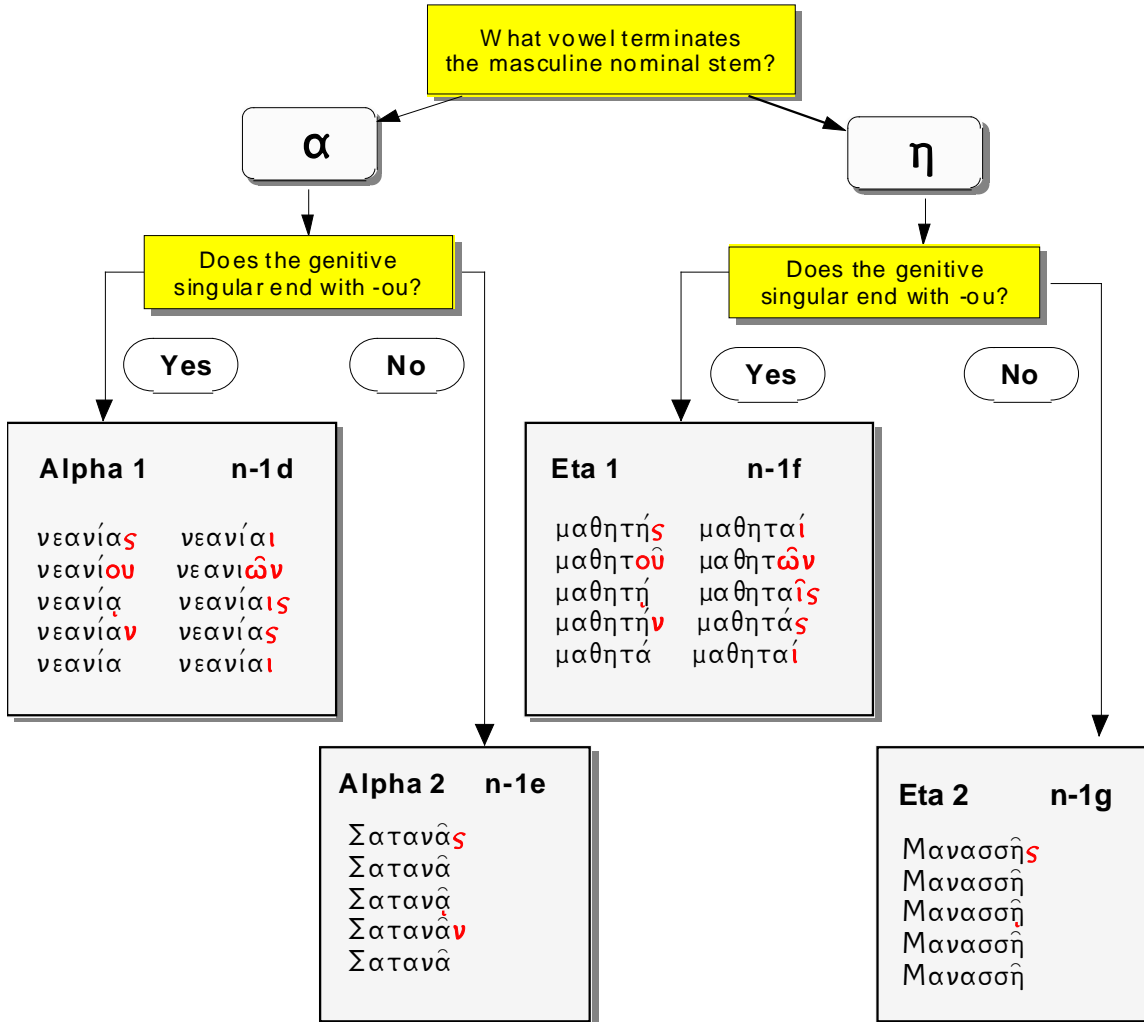 What vowel terminates
the masculine nominal stem?
α
η
Does the genitive
singular end with -ou?
Does the genitive
singular end with -ou?
Yes
No
Yes
No
Alpha 1 n-1d
νεανίας νεανίαι
νεανίου νεανιῶν
νεανίᾳ νεανίαις
νεανίαν νεανίας
νεανία νεανίαι
Eta 1 n-1f
μαθητής μαθηταί
μαθητοῦ μαθητῶν
μαθητῄ μαθηταῖς
μαθητήν μαθητάς
μαθητά μαθηταί
Alpha 2 n-1e
Σατανᾶς
Σατανᾶ
Σατανᾷ
Σατανᾶν
Σατανᾶ
Eta 2 n-1g
Μανασσῆς
Μανασσῆ
Μανασσῇ
Μανασσῆ
Μανασσῆ